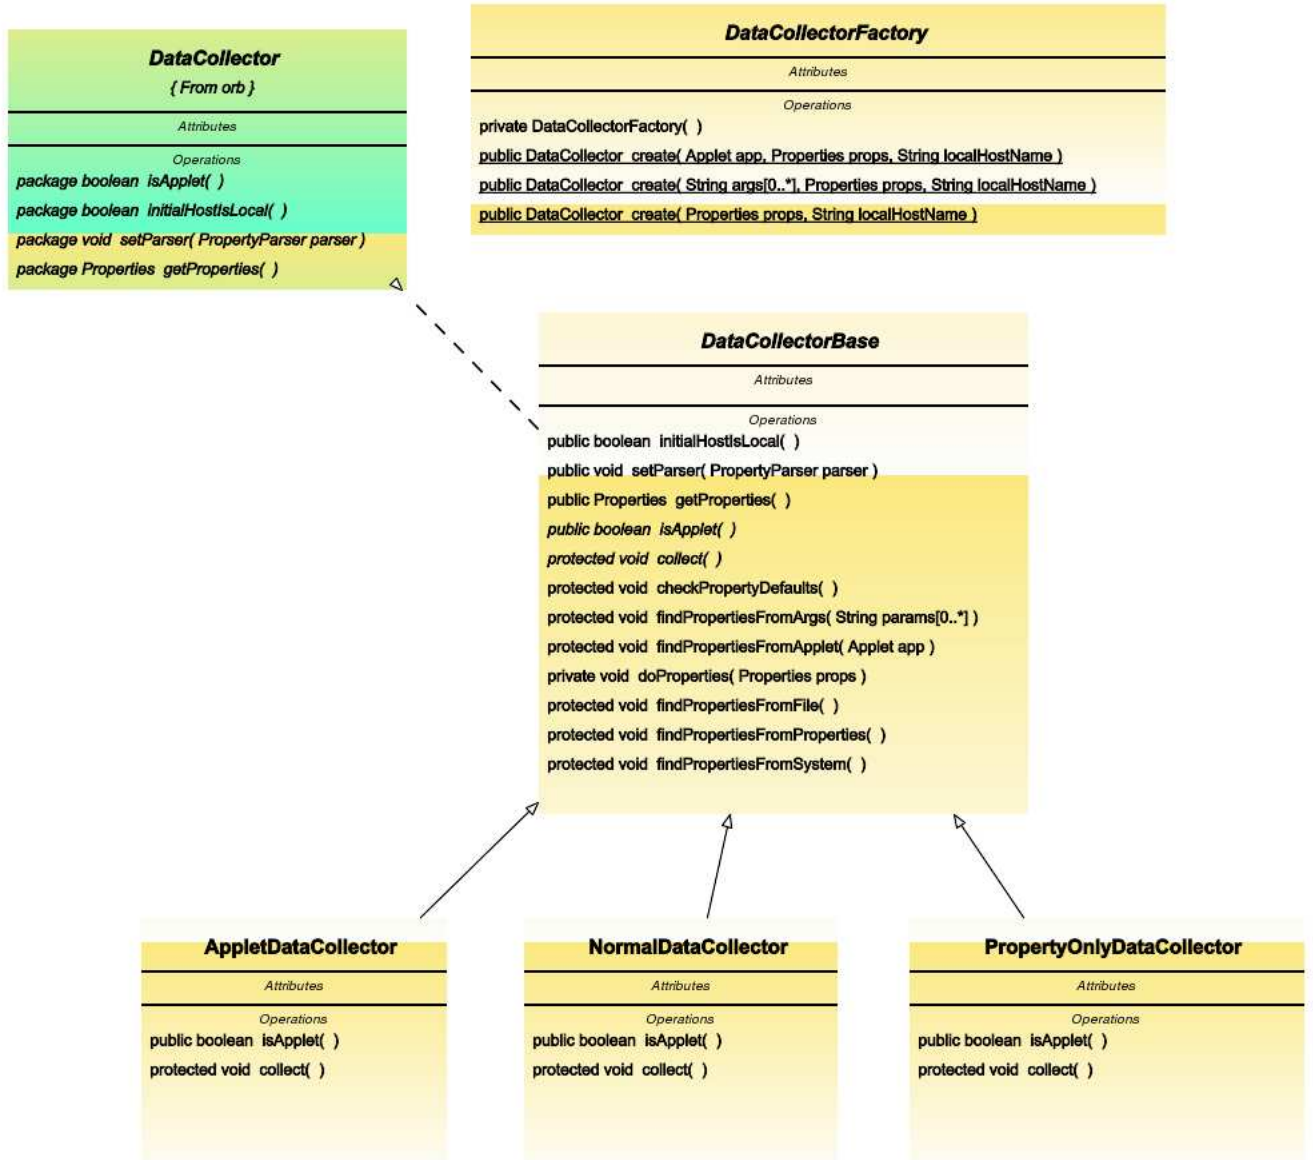 DataCollector
{ From orb }
Attributes
Operations
package boolean isApplet( )
package boolean initialHostIsLocal( )
package void setParser( PropertyParser parser )
package Properties getProperties( )
DataCollectorFactory
Attributes
Operations
private DataCollectorFactory( )
public DataCollector create( Applet app, Properties props, String localHostName )
public DataCollector create( String args[0..*], Properties props, String localHostName )
public DataCollector create( Properties props, String localHostName )
DataCollectorBase
Attributes
Operations
public boolean initialHostIsLocal( )
public void setParser( PropertyParser parser )
public Properties getProperties( )
public boolean isApplet( )
protected void collect( )
protected void checkPropertyDefaults( )
protected void findPropertiesFromArgs( String params[0..*] )
protected void findPropertiesFromApplet( Applet app )
private void doProperties( Properties props )
protected void findPropertiesFromFile( )
protected void findPropertiesFromProperties( )
protected void findPropertiesFromSystem( )
AppletDataCollector
Attributes
Operations
public boolean isApplet( )
protected void collect( )
NormalDataCollector
Attributes
Operations
public boolean isApplet( )
protected void collect( )
PropertyOnlyDataCollector
Attributes
Operations
public boolean isApplet( )
protected void collect( )